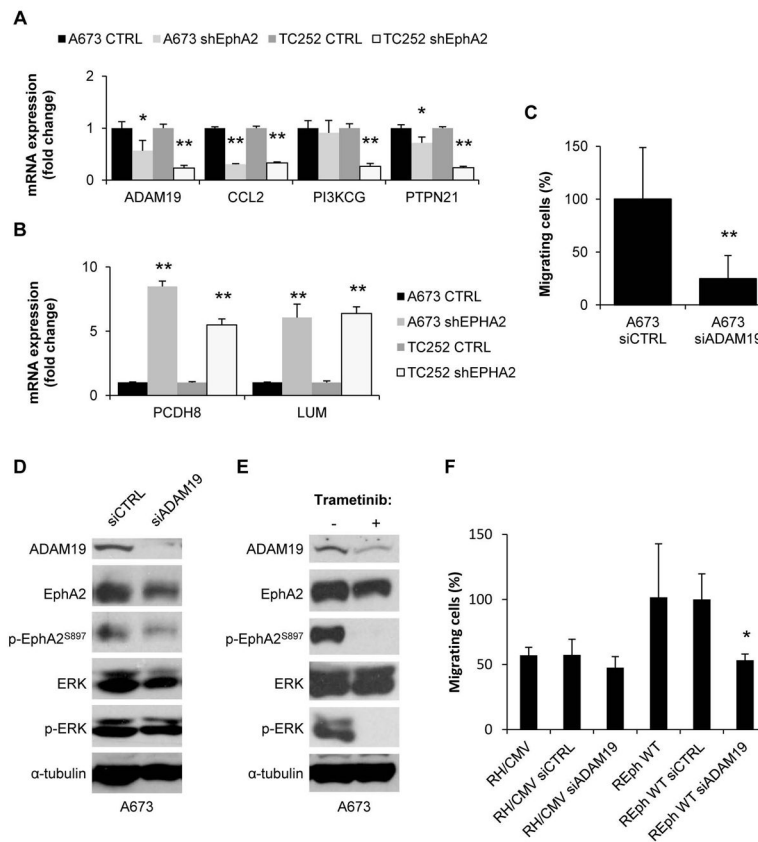 A
A673 CTRL A673 shEphA2 TC252 CTRL TC252 shEphA2
mRNA expression
(fold change)
2
1
0
* ** ** ** ** * **
ADAM19 CCL2 PI3KCG PTPN21
B
mRNA expression
(fold change)
10
5
0
** ** ** **
PCDH8 LUM
A673 CTRL
A673 shEPHA2
TC252 CTRL
TC252 shEPHA2
C
Migrating cells (%)
150
100
50
0
**
A673
siCTRL
A673
siADAM19
D
siCTRL
siADAM19
ADAM19
EphA2
p-EphA2S897
ERK
p-ERK
α-tubulin
A673
E
Trametinib:
- +
ADAM19
EphA2
p-EphA2S897
ERK
p-ERK
α-tubulin
A673
F
Migrating cells (%)
150
100
50
0
*
RH/CMV
RH/CMV siCTRL
RH/CMV siADAM19
REph WT
REph WT siCTRL
REph WT siADAM19